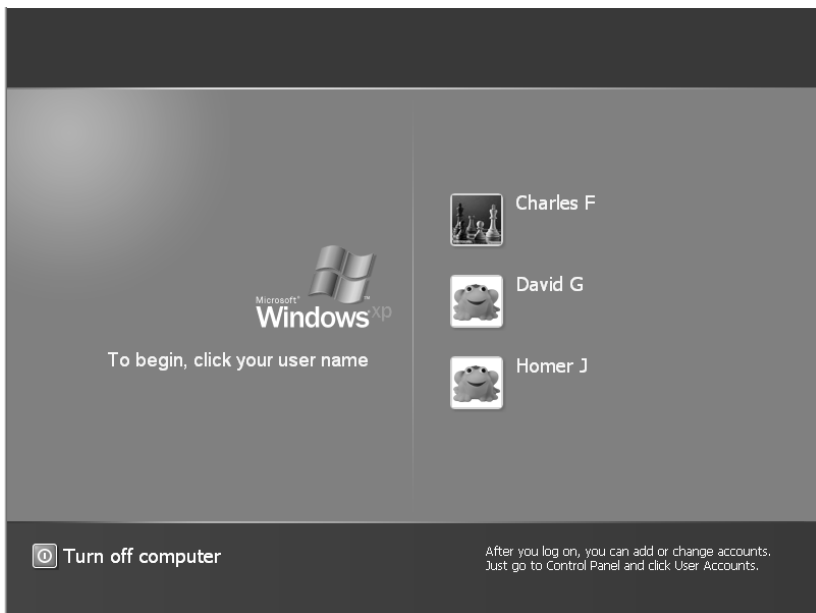 Microsoft®
Windows xp
To begin, click your user name
Charles F
David G
Homer J
Turn off computer
After you log on, you can add or change accounts.
Just go to Control Panel and click User Accounts.